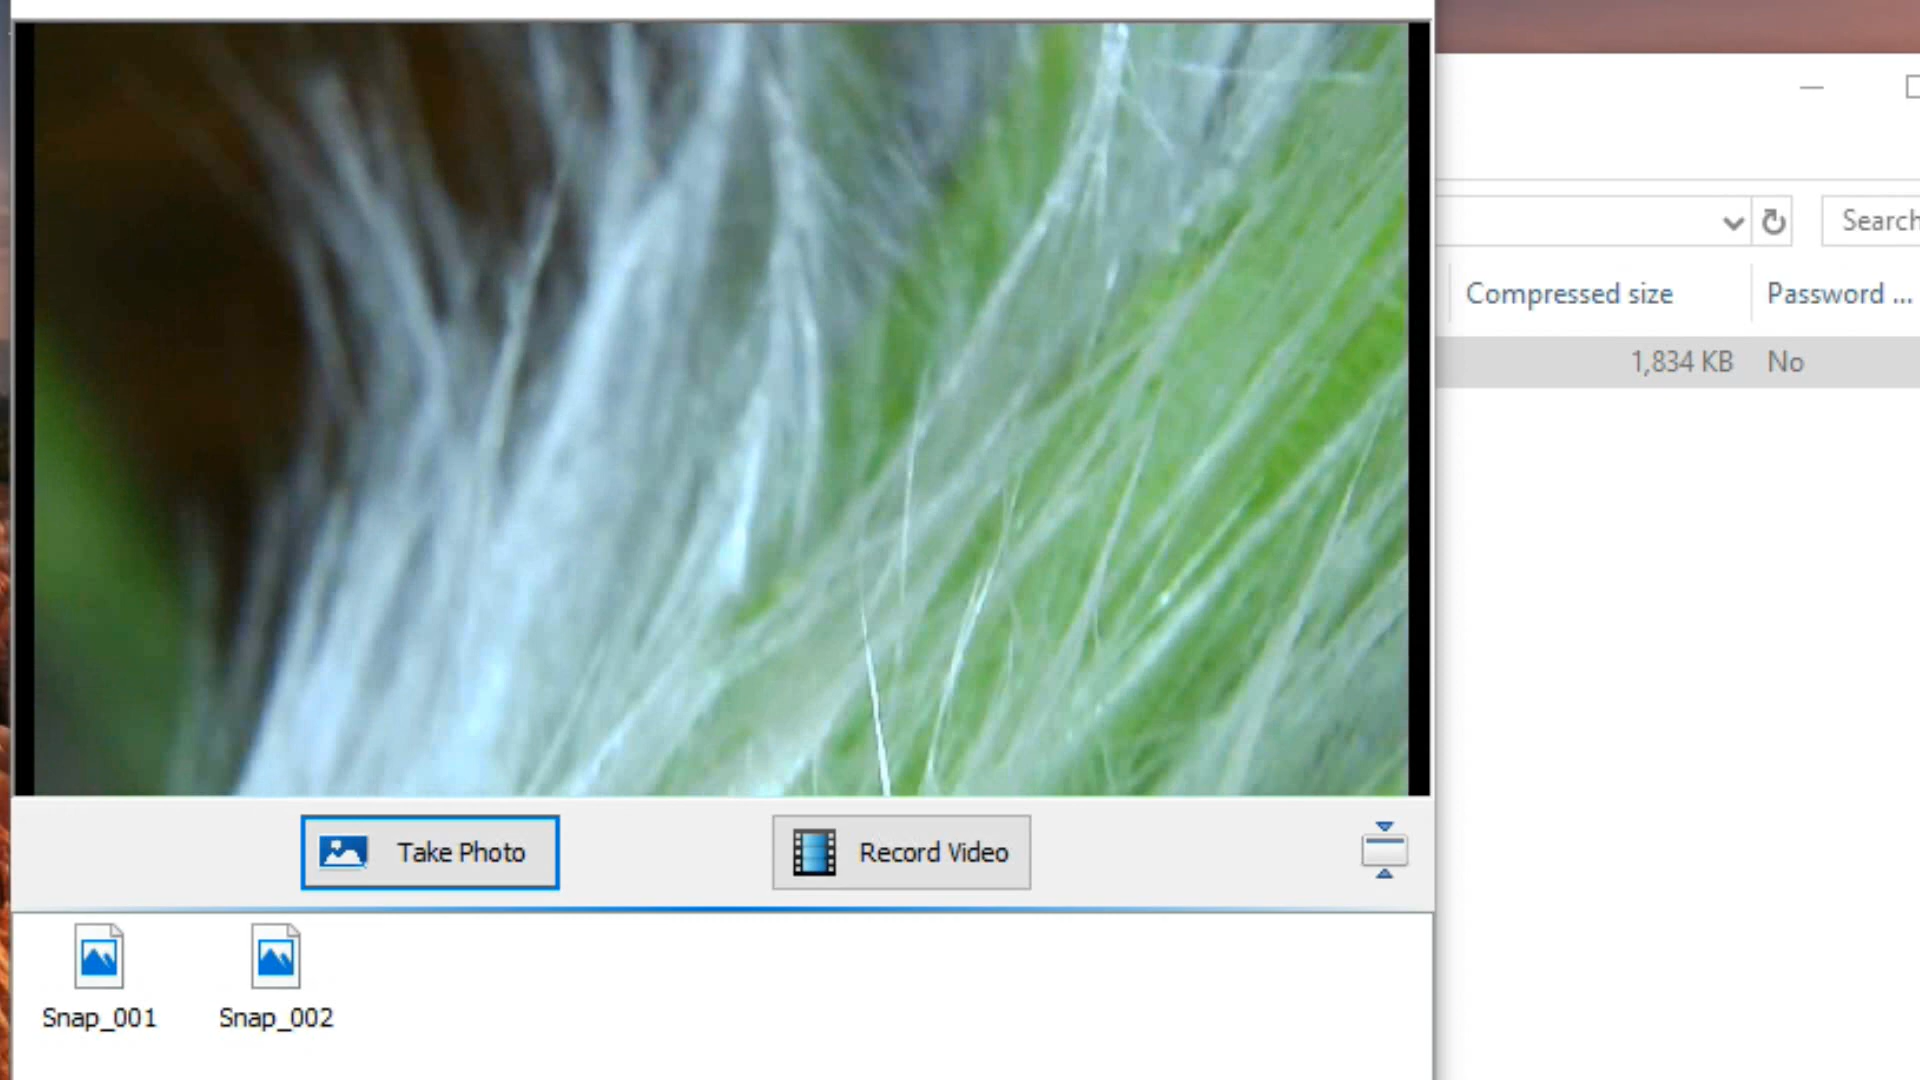 Search
Compressed size
Password ...
1,834 KB
No
Take Photo
Record Video
Snap_001
Snap_002